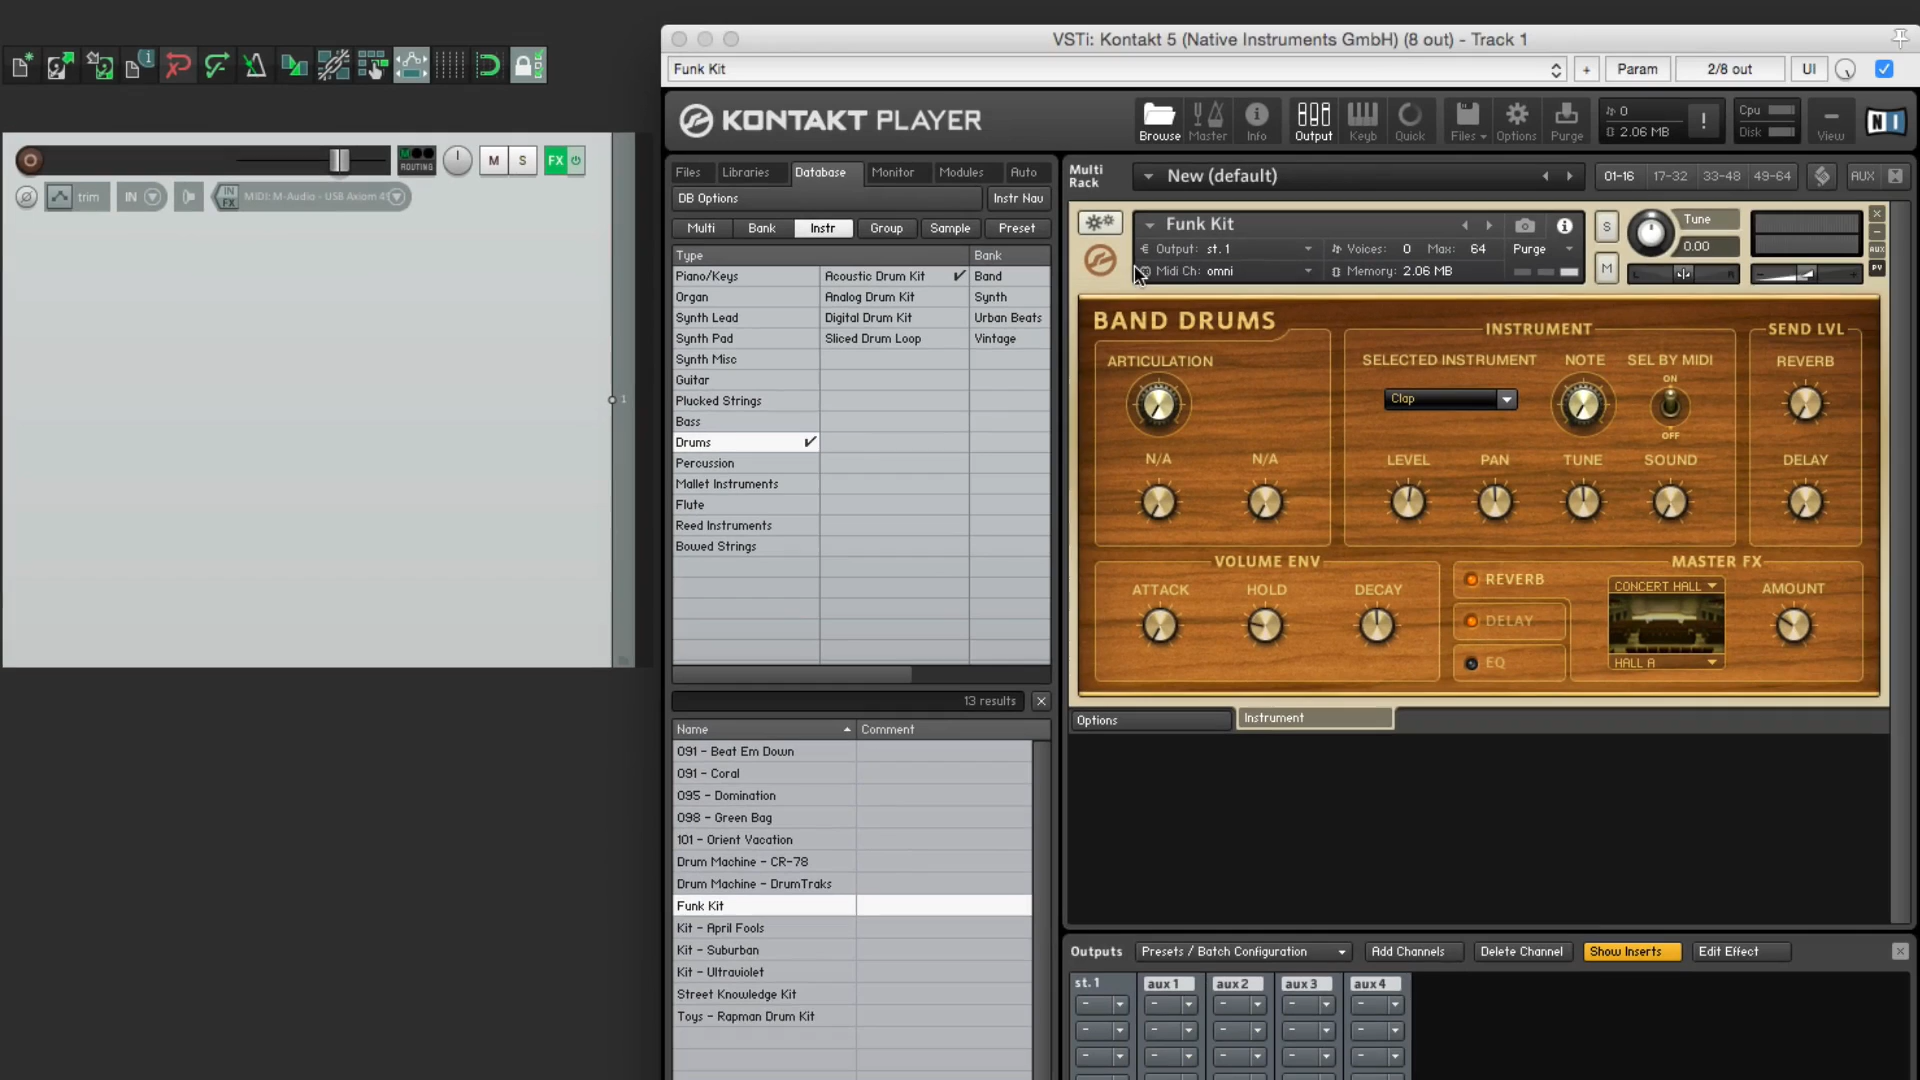 VSTi: Kontakt 5 (Native Instruments GmbH) (8 out) - Track 1
Funk Kit
+
Param
2/8 out
UI
KONTAKT PLAYER
Browse
Master
Info
Output
Keyb
Quick
Files
Options
Purge
0
2.06 MB
!
Cpu
Disk
View
NI
ROUTING
M
S
FX
trim
IN
IN FX
MIDI: M-Audio - USB Axiom 4
1
Files
Libraries
Database
Monitor
Modules
Auto
DB Options
Instr Nav
Multi
Bank
Instr
Group
Sample
Preset
Type
Bank
Piano/Keys
Acoustic Drum Kit
Band
Organ
Analog Drum Kit
Synth
Synth Lead
Digital Drum Kit
Urban Beats
Synth Pad
Sliced Drum Loop
Vintage
Synth Misc
Guitar
Plucked Strings
Bass
Drums
Percussion
Mallet Instruments
Flute
Reed Instruments
Bowed Strings
13 results
Name
Comment
091 - Beat Em Down
091 - Coral
095 - Domination
098 - Green Bag
101 - Orient Vacation
Drum Machine - CR-78
Drum Machine - DrumTraks
Funk Kit
Kit - April Fools
Kit - Suburban
Kit - Ultraviolet
Street Knowledge Kit
Toys - Rapman Drum Kit
Multi
Rack
New (default)
01-16
17-32
33-48
49-64
AUX
Funk Kit
Output: st.1
Voices: 0 Max: 64
Purge
Midi Ch: omni
Memory: 2.06 MB
S
M
Tune
0.00
L
R
AUX
PV
BAND DRUMS
ARTICULATION
N/A
N/A
INSTRUMENT
SELECTED INSTRUMENT
Clap
NOTE
SEL BY MIDI
ON
OFF
LEVEL
PAN
TUNE
SOUND
SEND LVL
REVERB
DELAY
VOLUME ENV
ATTACK
HOLD
DECAY
REVERB
DELAY
EQ
MASTER FX
CONCERT HALL
HALL A
AMOUNT
Options
Instrument
Outputs
Presets / Batch Configuration
Add Channels
Delete Channel
Show Inserts
Edit Effect
st.1
aux 1
aux 2
aux 3
aux 4